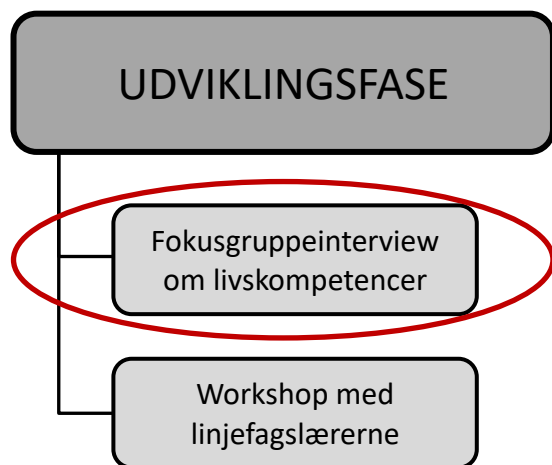 UDVIKLINGSFASE
Fokusgruppeinterview
om livskompetencer
Workshop med
linjefagslærerne